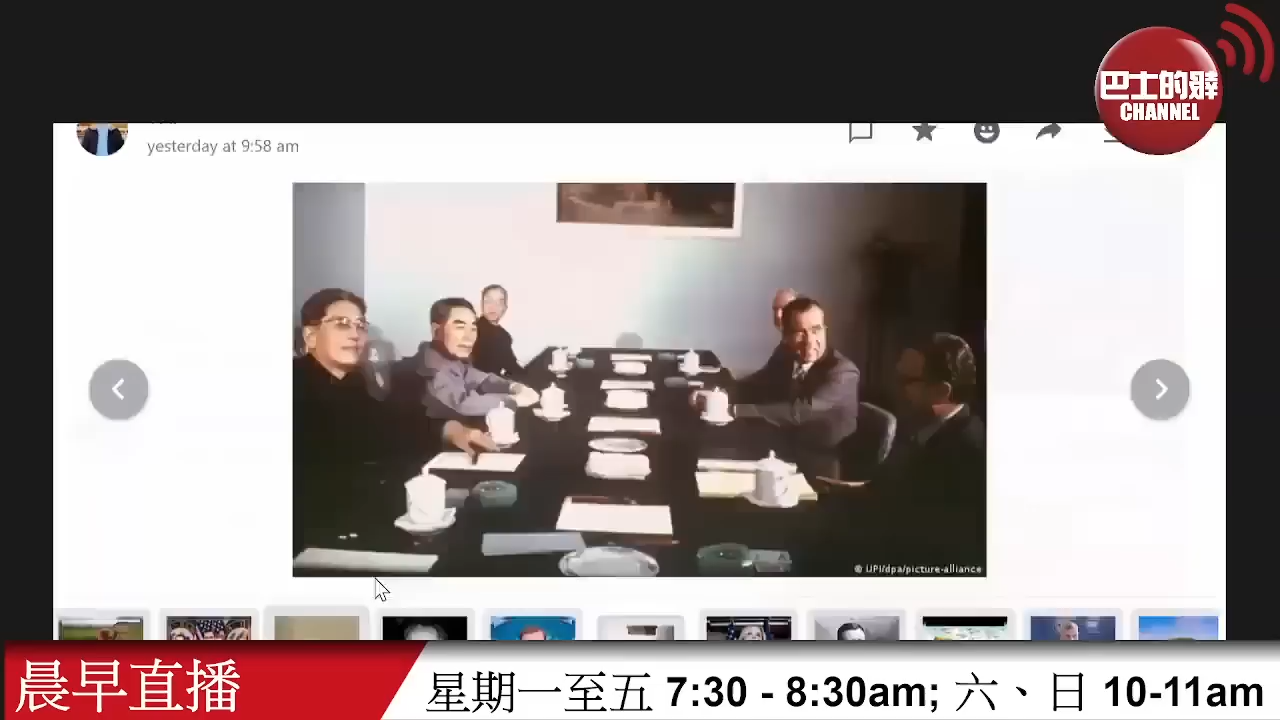 巴士的報
CHANNEL
yesterday at 9:58 am
© UPI/dpa/picture-alliance
晨早直播
星期一至五 7:30 - 8:30am; 六、日 10-11am